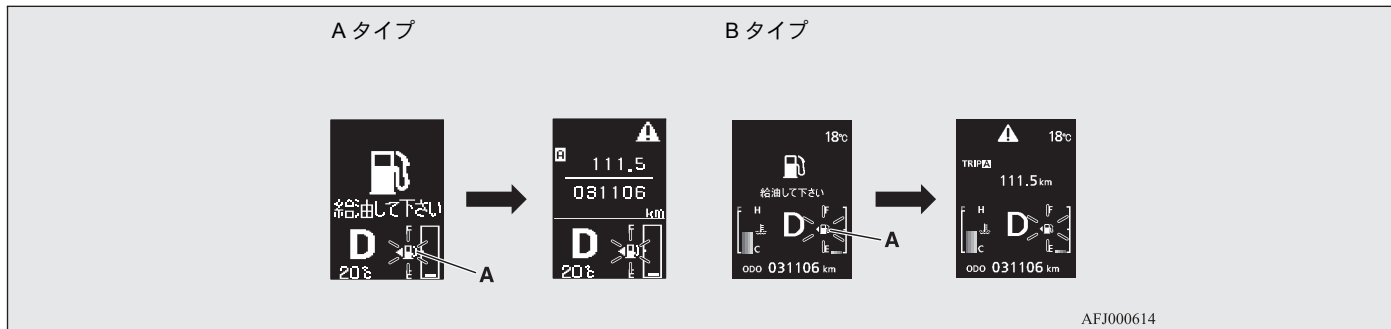 A タイプ
B タイプ
給油して下さい
D
20℃
F
E
A
A
111.5
031106
km
D
20℃
F
E
18℃
給油して下さい
H
C
D
F
E
ODO 031106 km
A
18℃
TRIP A
111.5 km
H
C
D
F
E
ODO 031106 km
AFJ000614